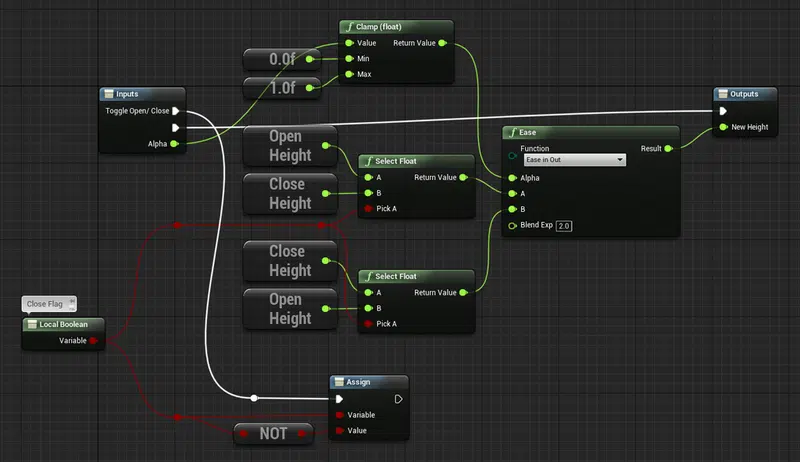 Clamp (float)
Value
Return Value
Min
Max
0.0f
1.0f
Inputs
Toggle Open/ Close
Alpha
Outputs
New Height
Open
Height
Close
Height
Select Float
A
Return Value
B
Pick A
Ease
Function
Result
Ease in Out
Alpha
A
B
Blend Exp 2.0
Close
Height
Open
Height
Select Float
A
Return Value
B
Pick A
Close Flag
Local Boolean
Variable
Assign
Variable
Value
NOT